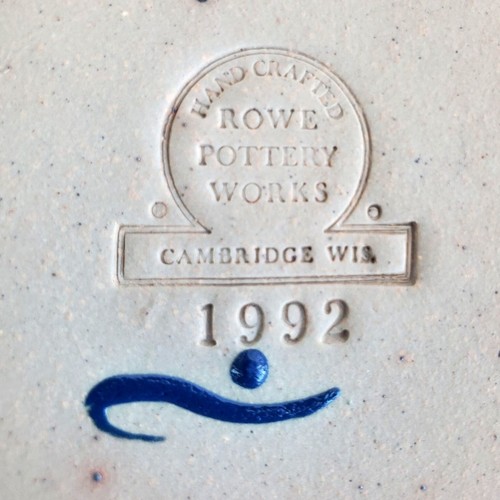 HAND CRAFTED
ROWE
POTTERY
WORKS
CAMBRIDGE WIS.
1992